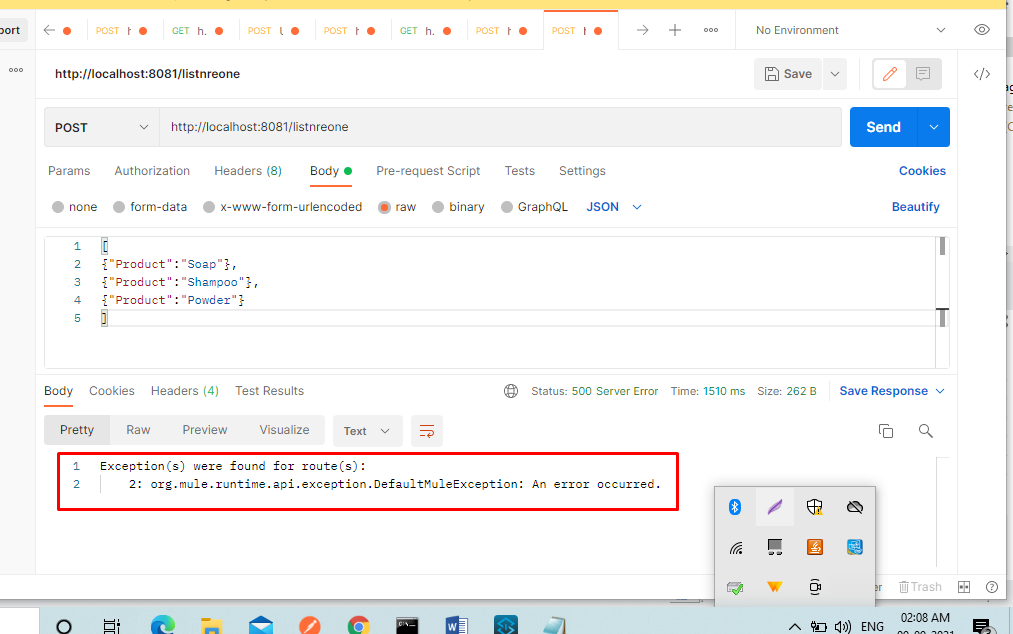 port
POST h
GET h.
POST
POST h
GET h.
POST h
POST h
No Environment
http://localhost:8081/listnreone
Save
POST
http://localhost:8081/listnreone
Send
Params Authorization Headers (8) Body Pre-request Script Tests Settings Cookies
none form-data x-www-form-urlencoded raw binary GraphQL JSON Beautify
1 [
2 {"Product":"Soap"},
3 {"Product":"Shampoo"},
4 {"Product":"Powder"}
5 ]
Body Cookies Headers (4) Test Results Status: 500 Server Error Time: 1510 ms Size: 262 B Save Response
Pretty Raw Preview Visualize Text
1 Exception(s) were found for route(s):
2 2: org.mule.runtime.api.exception.DefaultMuleException: An error occurred.
er Trash
ENG 02:08 AM